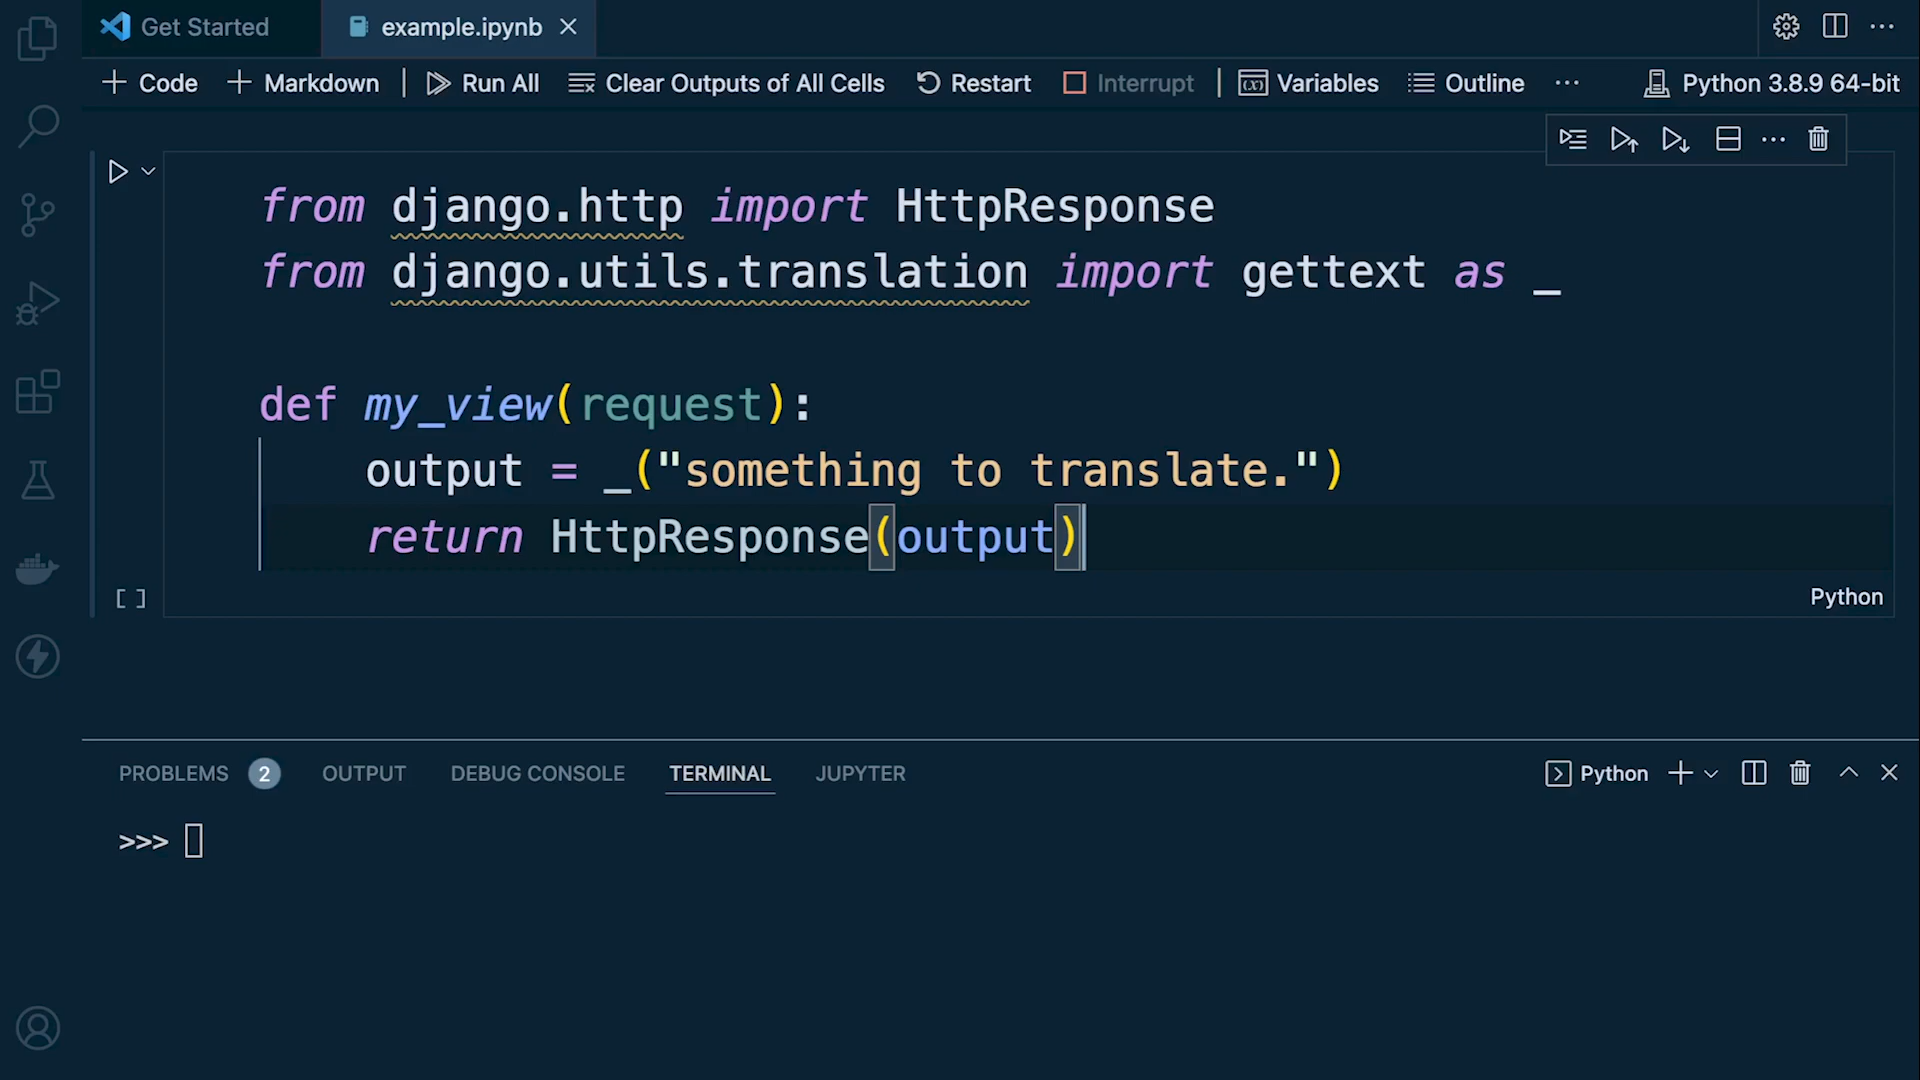 Get Started
example.ipynb
Code
Markdown
Run All
Clear Outputs of All Cells
Restart
Interrupt
Variables
Outline
Python 3.8.9 64-bit
from django.http import HttpResponse
from django.utils.translation import gettext as _
def my_view(request):
output = _("something to translate.")
return HttpResponse(output)
[ ]
Python
PROBLEMS 2
OUTPUT
DEBUG CONSOLE
TERMINAL
JUPYTER
Python
>>>